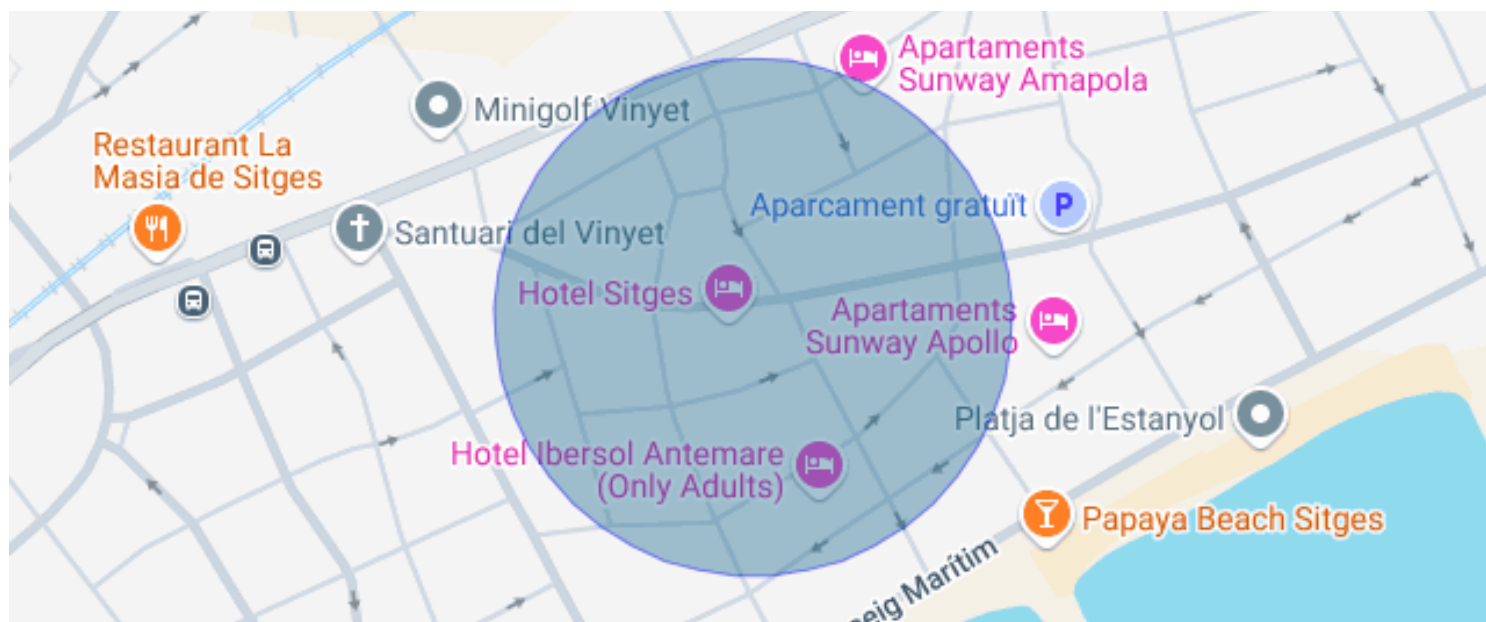 Apartaments
Sunway Amapola
Minigolf Vinyet
Restaurant La
Masia de Sitges
Aparcament gratuït
P
Santuari del Vinyet
Hotel Sitges
Apartaments
Sunway Apollo
Platja de l'Estanyol
Hotel Ibersol Antemare
(Only Adults)
Papaya Beach Sitges
seig Marítim